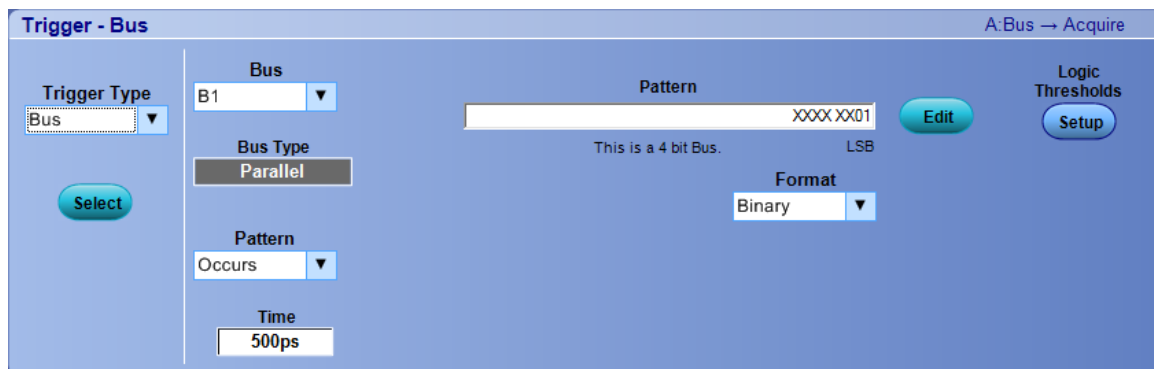 Trigger - Bus
A:Bus → Acquire
Trigger Type
Bus
Select
Bus
B1
Bus Type
Parallel
Pattern
Occurs
Time
500ps
Pattern
XXXX XX01
This is a 4 bit Bus.
LSB
Format
Binary
Edit
Logic
Thresholds
Setup